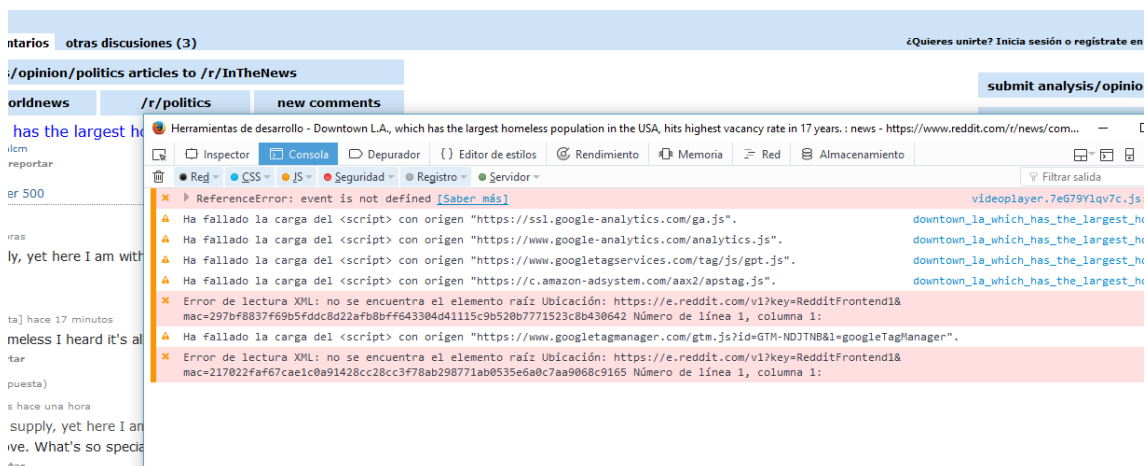 ntarios otras discusiones (3)
¿Quieres unirte? Inicia sesión o regístrate en
s/opinion/politics articles to /r/InTheNews
submit analysis/opinio
orldnews /r/politics new comments
has the largest ho
lcm
reportar
er 500
oras
ly, yet here I am with
ta] hace 17 minutos
meless I heard it's al
tar
puesta)
s hace una hora
supply, yet here I am
ove. What's so specia
Herramientas de desarrollo - Downtown L.A., which has the largest homeless population in the USA, hits highest vacancy rate in 17 years. : news - https://www.reddit.com/r/news/com...
Inspector Consola Depurador { } Editor de estilos Rendimiento Memoria Red Almacenamiento
Red CSS JS Seguridad Registro Servidor Filtrar salida
ReferenceError: event is not defined [Saber más] videoplayer.7eG79Y1qv7c.js:
Ha fallado la carga del <script> con origen "https://ssl.google-analytics.com/ga.js". downtown_la_which_has_the_largest_ho
Ha fallado la carga del <script> con origen "https://www.google-analytics.com/analytics.js". downtown_la_which_has_the_largest_ho
Ha fallado la carga del <script> con origen "https://www.googletagservices.com/tag/js/gpt.js". downtown_la_which_has_the_largest_ho
Ha fallado la carga del <script> con origen "https://c.amazon-adsystem.com/aax2/apstag.js". downtown_la_which_has_the_largest_ho
Error de lectura XML: no se encuentra el elemento raíz Ubicación: https://e.reddit.com/v1?key=RedditFrontend1&
mac=297bf8837f69b5fddc8d22afb8bff643304d41115c9b520b7771523c8b430642 Número de línea 1, columna 1:
Ha fallado la carga del <script> con origen "https://www.googletagmanager.com/gtm.js?id=GTM-NDJTNB&l=googleTagManager".
Error de lectura XML: no se encuentra el elemento raíz Ubicación: https://e.reddit.com/v1?key=RedditFrontend1&
mac=217022faf67cae1c0a91428cc28cc3f78ab298771ab0535e6a0c7aa9068c9165 Número de línea 1, columna 1: